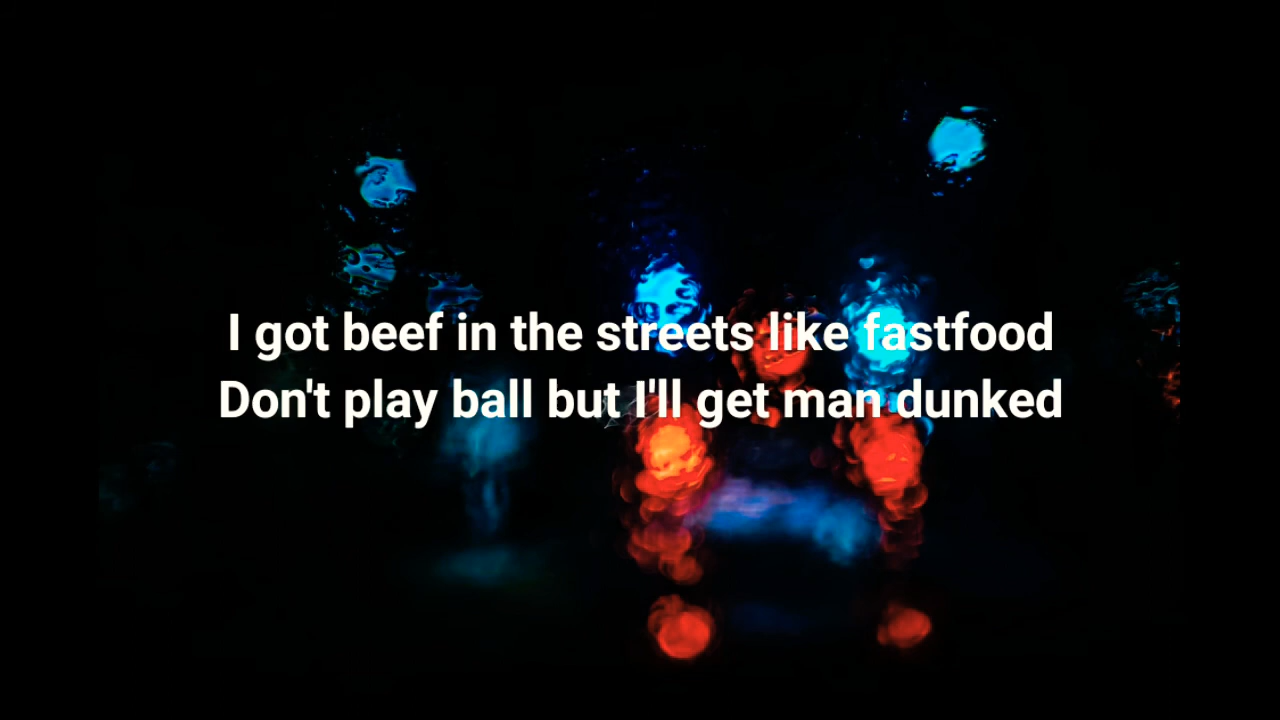 I got beef in the streets like fastfood
Don't play ball but I'll get man dunked